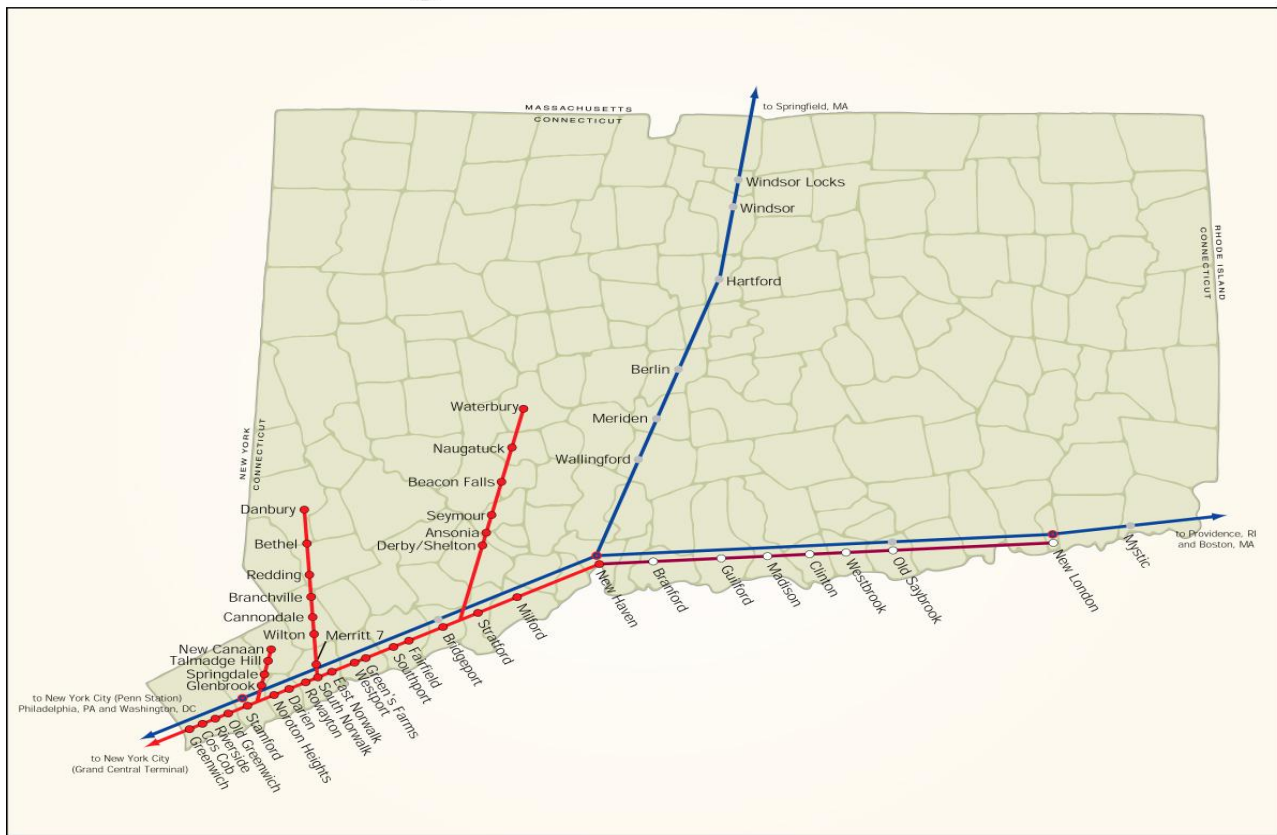 MASSACHUSETTS
CONNECTICUT
to Springfield, MA
Windsor Locks
Windsor
Hartford
RHODE ISLAND
CONNECTICUT
Berlin
Meriden
Wallingford
Waterbury
Naugatuck
Beacon Falls
Seymour
Ansonia
Derby/Shelton
NEW YORK
CONNECTICUT
Danbury
Bethel
Redding
Branchville
Cannondale
Wilton
Merritt 7
New Canaan
Talmadge Hill
Springdale
Glenbrook
to New York City (Penn Station)
Philadelphia, PA and Washington, DC
to New York City
(Grand Central Terminal)
Greenwich
Cos Cob
Riverside
Old Greenwich
Stamford
Noroton Heights
Darien
Rowayton
South Norwalk
East Norwalk
Westport
Green's Farms
Southport
Fairfield
Bridgeport
Stratford
Milford
New Haven
Branford
Guilford
Madison
Clinton
Westbrook
Old Saybrook
New London
Mystic
to Providence, RI
and Boston, MA